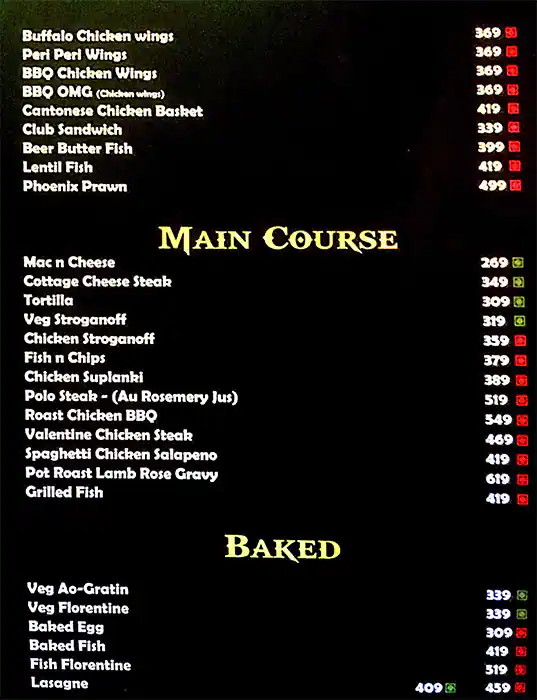 Buffalo Chicken wings 369
Peri Peri Wings 369
BBQ Chicken Wings 369
BBQ OMG (Chicken wings) 369
Cantonese Chicken Basket 419
Club Sandwich 339
Beer Butter Fish 399
Lentil Fish 419
Phoenix Prawn 499
MAIN COURSE
Mac n Cheese 269
Cottage Cheese Steak 349
Tortilla 309
Veg Stroganoff 319
Chicken Stroganoff 359
Fish n Chips 379
Chicken Suplanki 389
Polo Steak - (Au Rosemery Jus) 519
Roast Chicken BBQ 549
Valentine Chicken Steak 469
Spaghetti Chicken Salapeno 419
Pot Roast Lamb Rose Gravy 619
Grilled Fish 419
BAKED
Veg Ao-Gratin 339
Veg Florentine 339
Baked Egg 309
Baked Fish 419
Fish Florentine 519
Lasagne 409 459